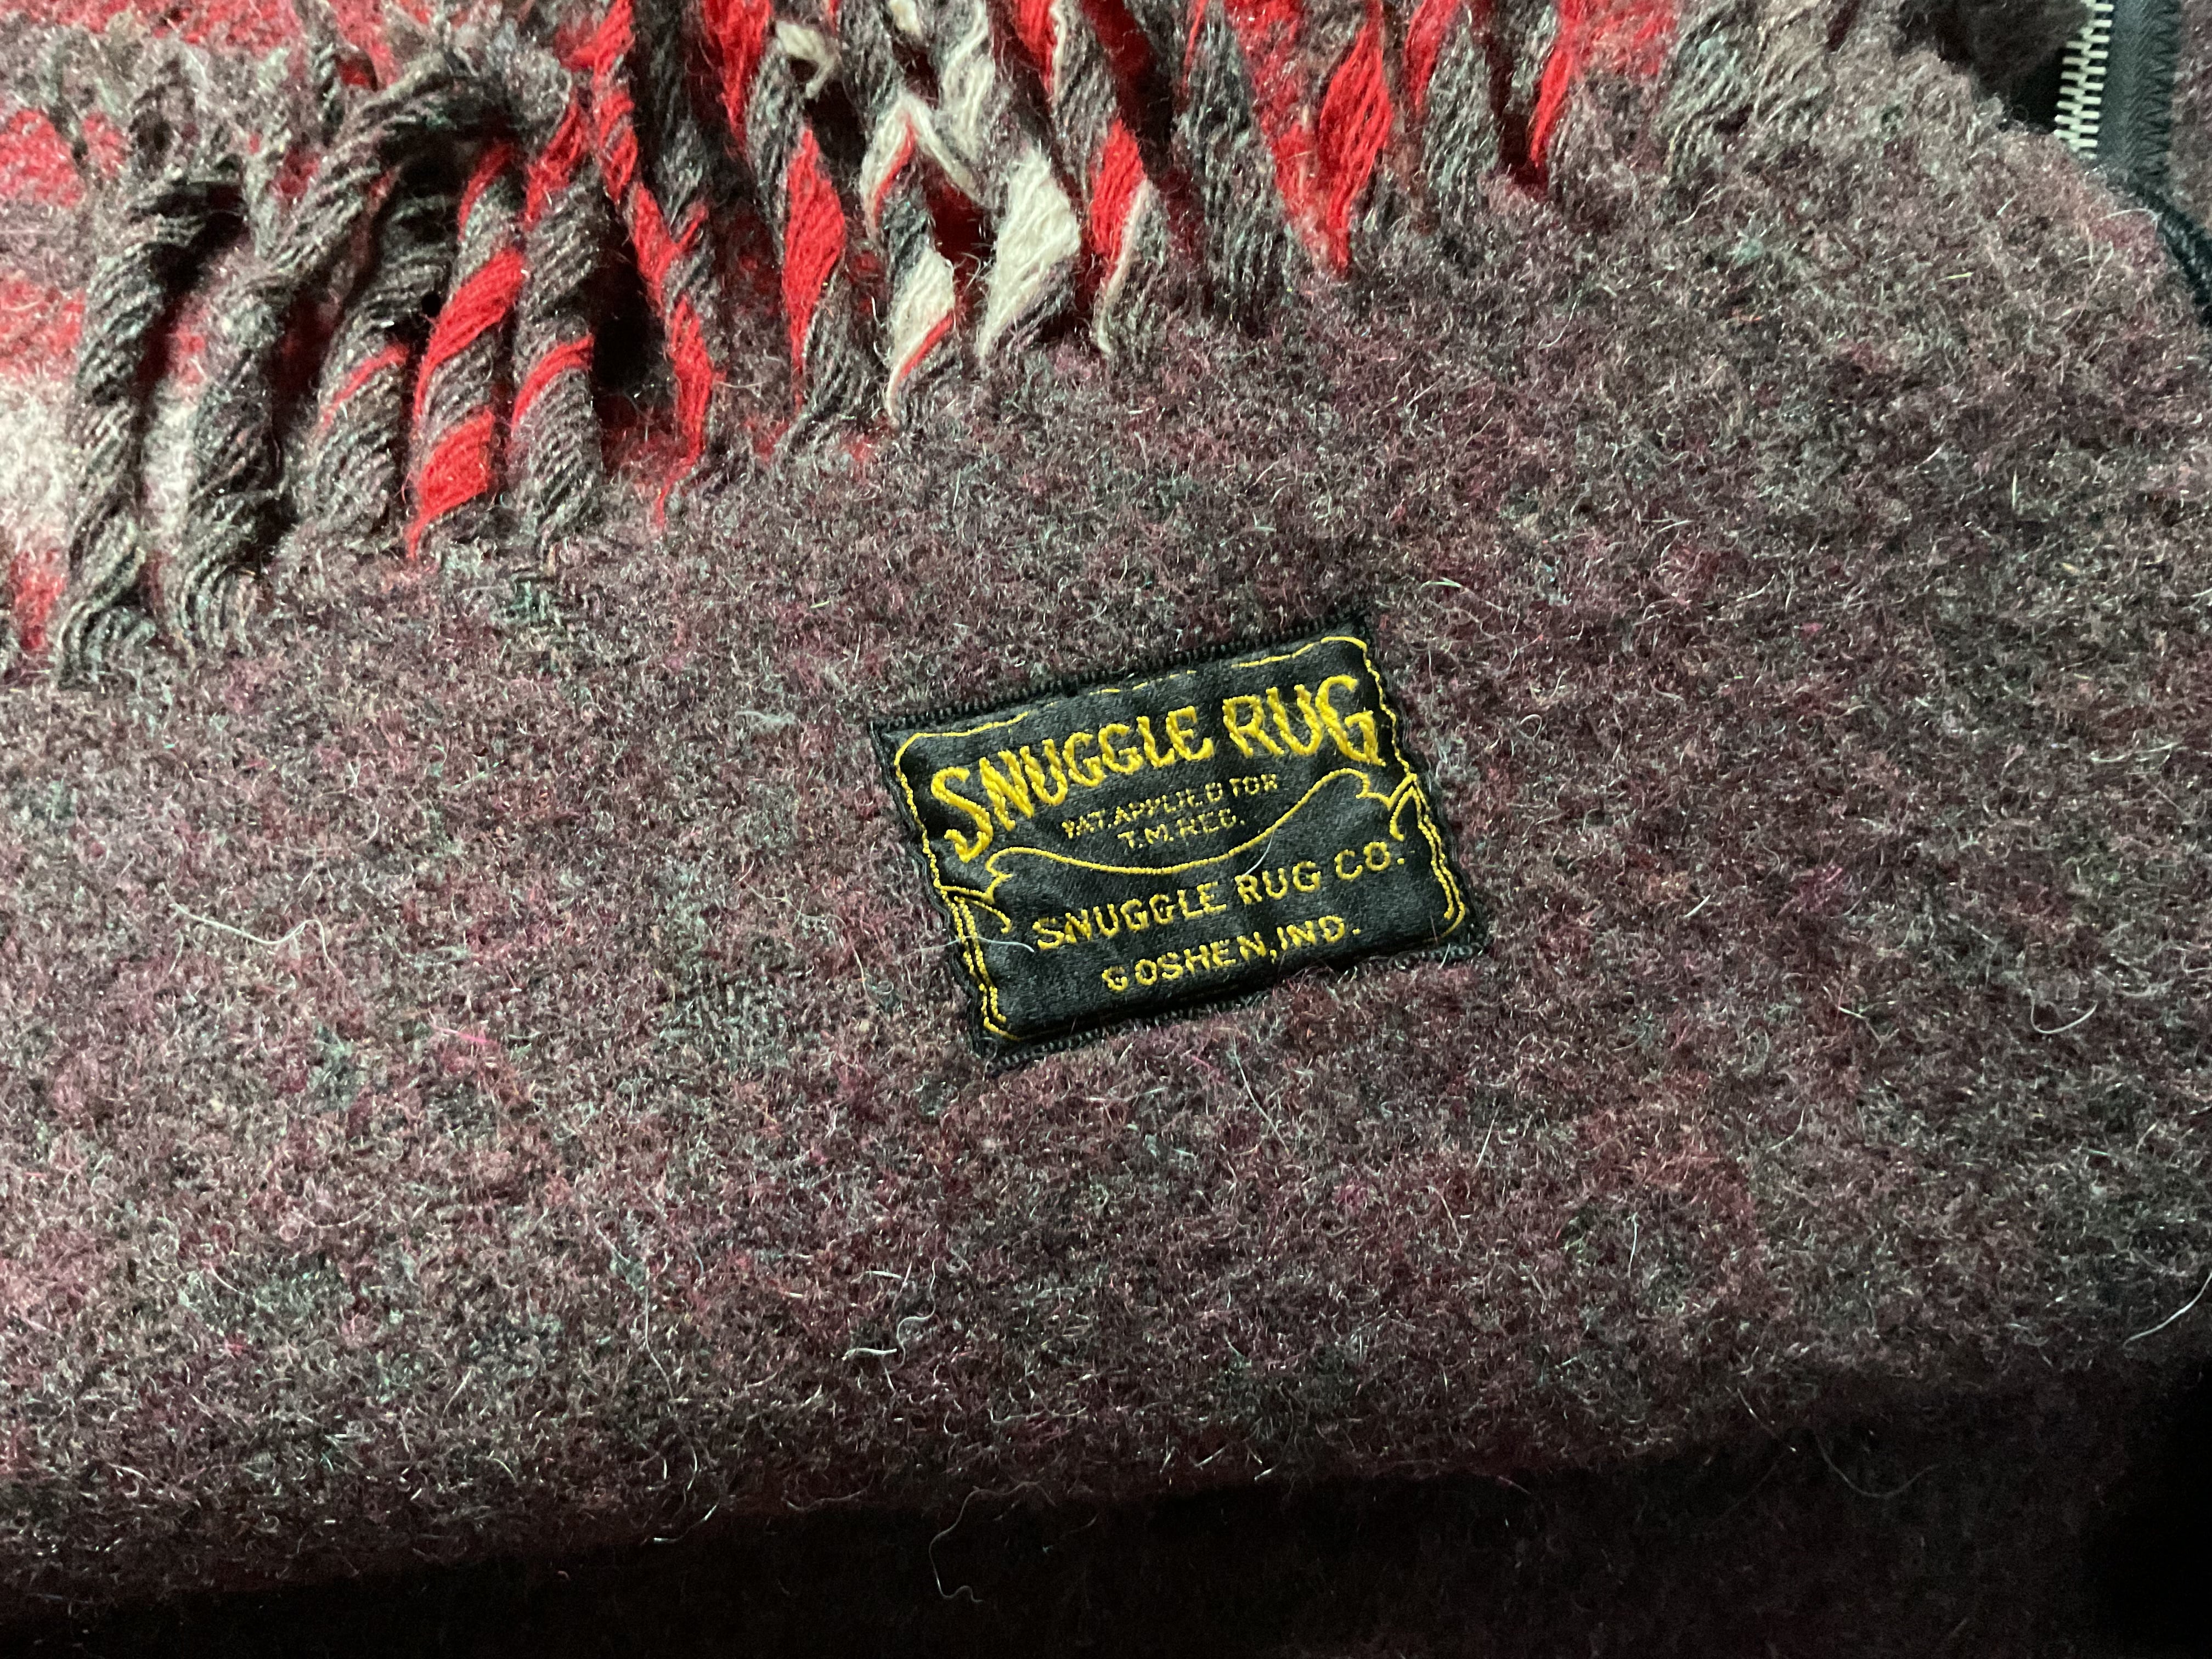 SNUGGLE RUG
PAT. APPLIED FOR
T.M. REG.
SNUGGLE RUG CO.
GOSHEN, IND.